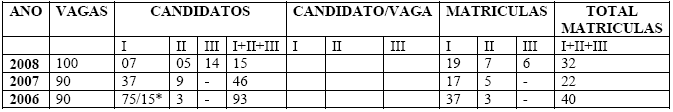 ANO VAGAS CANDIDATOS CANDIDATO/VAGA MATRICULAS TOTAL MATRICULAS
I II III I+II+III I II III I II III I+II+III
2008 100 07 05 14 15 19 7 6 32
2007 90 37 9 - 46 17 5 - 22
2006 90 75/15* 3 - 93 37 3 - 40